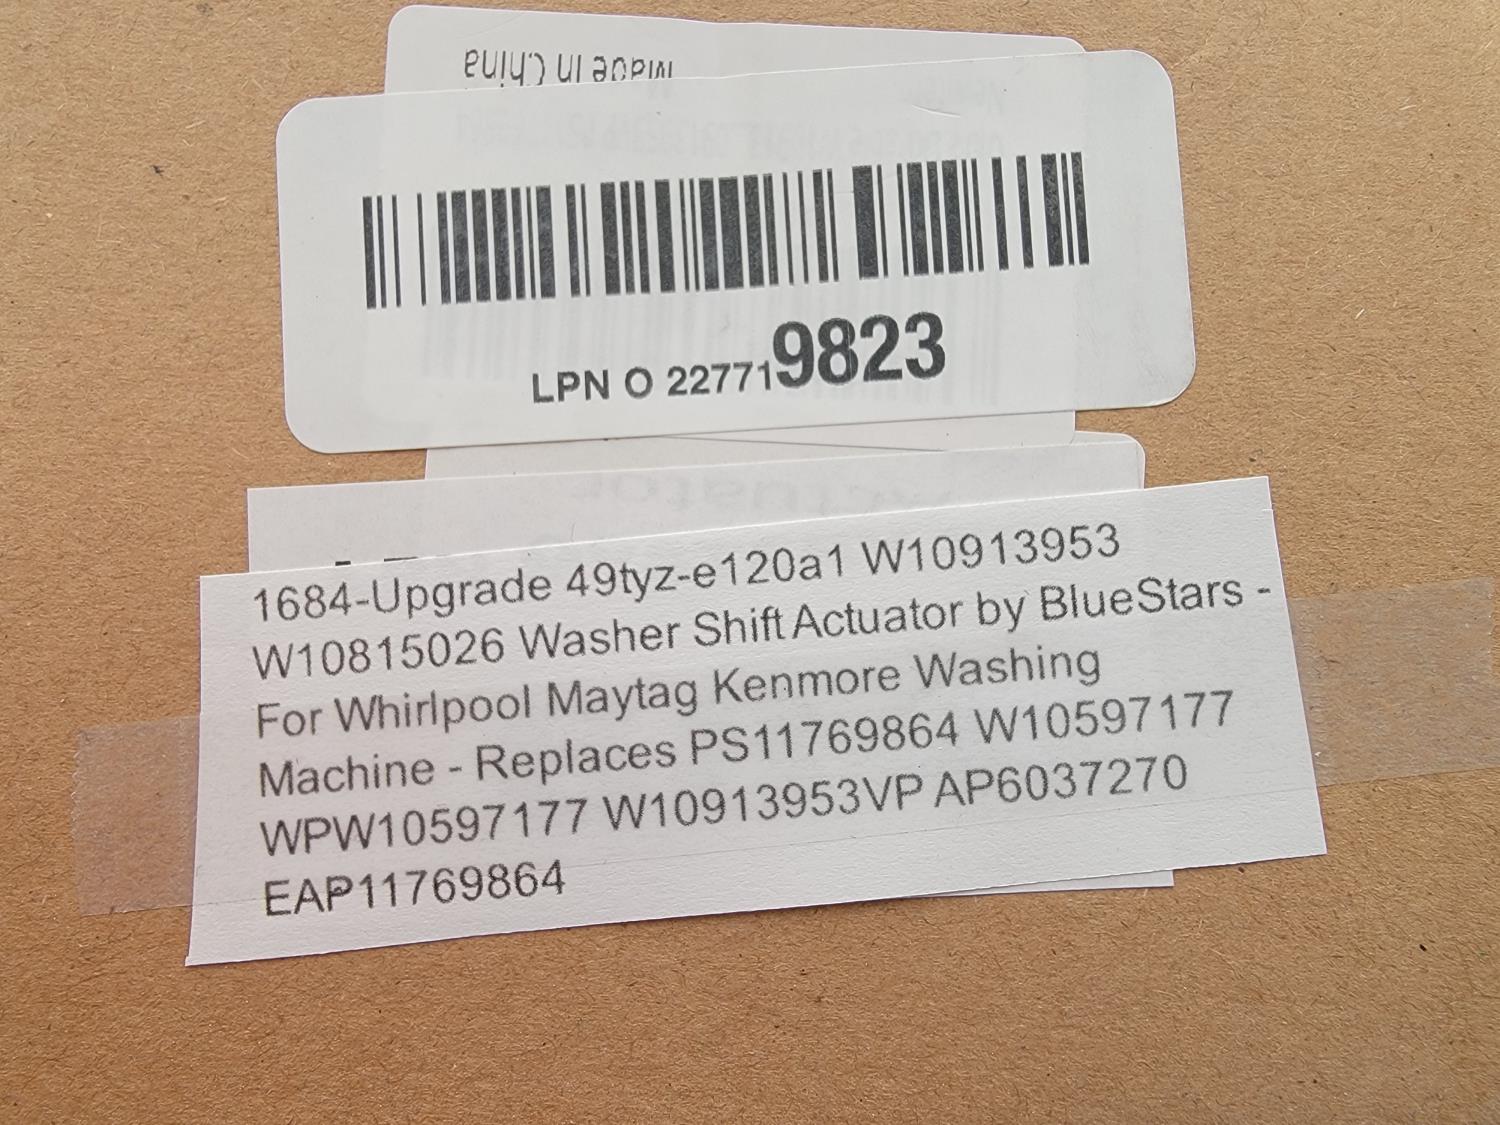 Made in China
LPN O 227719823
1684-Upgrade 49tyz-e120a1 W10913953
W10815026 Washer Shift Actuator by BlueStars -
For Whirlpool Maytag Kenmore Washing
Machine - Replaces PS11769864 W10597177
WPW10597177 W10913953VP AP6037270
EAP11769864